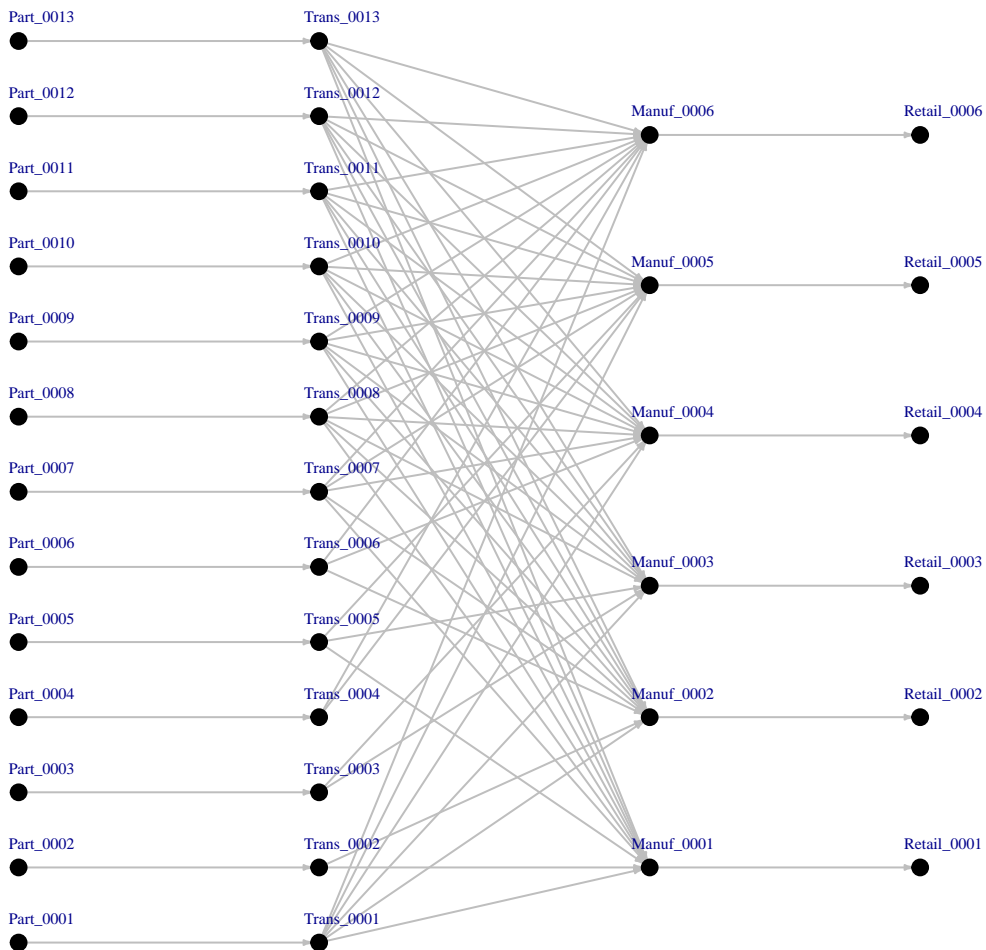 Part_0013 Trans_0013
Part_0012 Trans_0012
Manuf_0006 Retail_0006
Part_0011 Trans_0011
Part_0010 Trans_0010
Manuf_0005 Retail_0005
Part_0009 Trans_0009
Part_0008 Trans_0008
Manuf_0004 Retail_0004
Part_0007 Trans_0007
Part_0006 Trans_0006
Manuf_0003 Retail_0003
Part_0005 Trans_0005
Part_0004 Trans_0004 Manuf_0002 Retail_0002
Part_0003 Trans_0003
Part_0002 Trans_0002 Manuf_0001 Retail_0001
Part_0001 Trans_0001